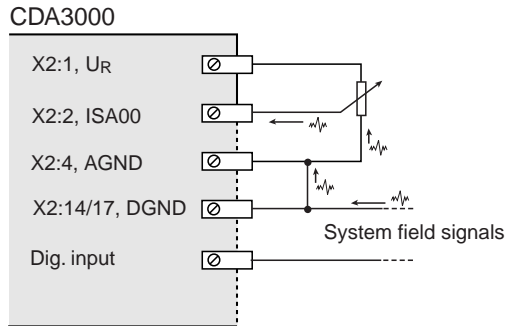 CDA3000
X2:1, UR
X2:2, ISA00
X2:4, AGND
X2:14/17, DGND
System field signals
Dig. input